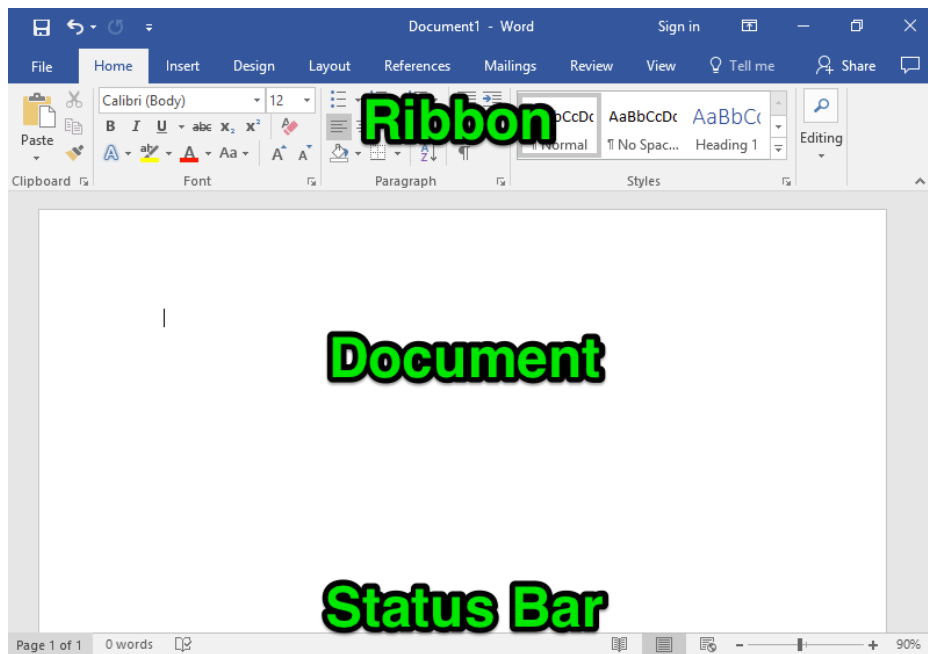 Document1 - Word Sign in
File Home Insert Design Layout References Mailings Review View Tell me Share
Calibri (Body) 12
Ribbon
AaBbCcDc AaBbCc
Paste
B I U abc X₂ X²
A aby A Aa A A
Normal ¶ No Spac... Heading 1
Editing
Clipboard Font Paragraph Styles
Document
Status Bar
Page 1 of 1 0 words 90%